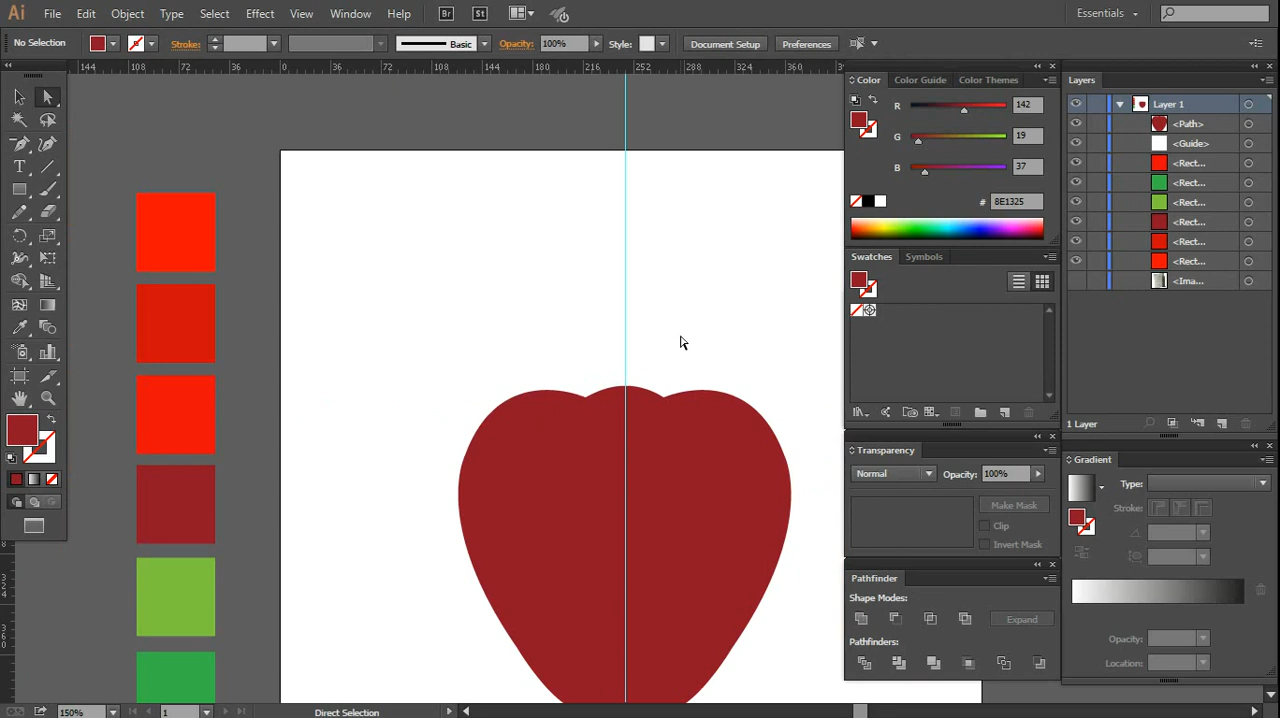 Ai File Edit Object Type Select Effect View Window Help Br St Essentials
No Selection Stroke: Basic Opacity: 100% Style: Document Setup Preferences
144 108 72 36 0 36 72 108 144 180 216 252 288 324 360
Color Color Guide Color Themes
R 142
G 19
B 37
# 8E1325
Swatches Symbols
Transparency
Normal Opacity: 100%
Make Mask
Clip
Invert Mask
Pathfinder
Shape Modes:
Expand
Pathfinders:
Layers
Layer 1
<Path>
<Guide>
<Rect...
<Rect...
<Rect...
<Rect...
<Rect...
<Rect...
<Ima...
1 Layer
Gradient
Type:
Stroke:
Opacity:
Location:
324
360
150% 1 Direct Selection